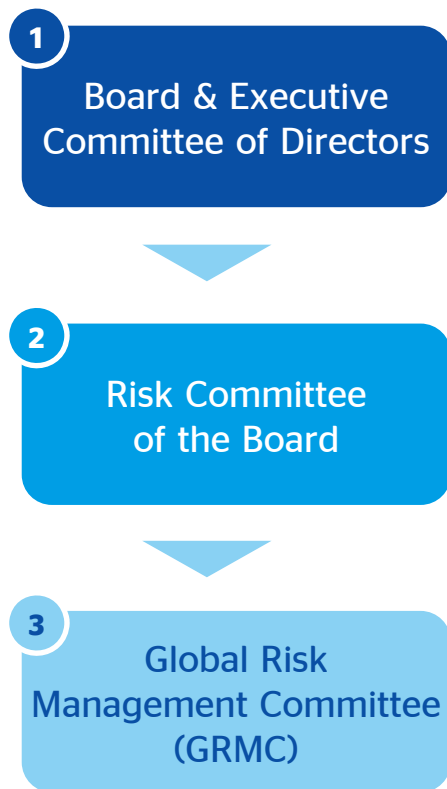 1
Board & Executive
Committee of Directors
2
Risk Committee
of the Board
3
Global Risk
Management Committee
(GRMC)